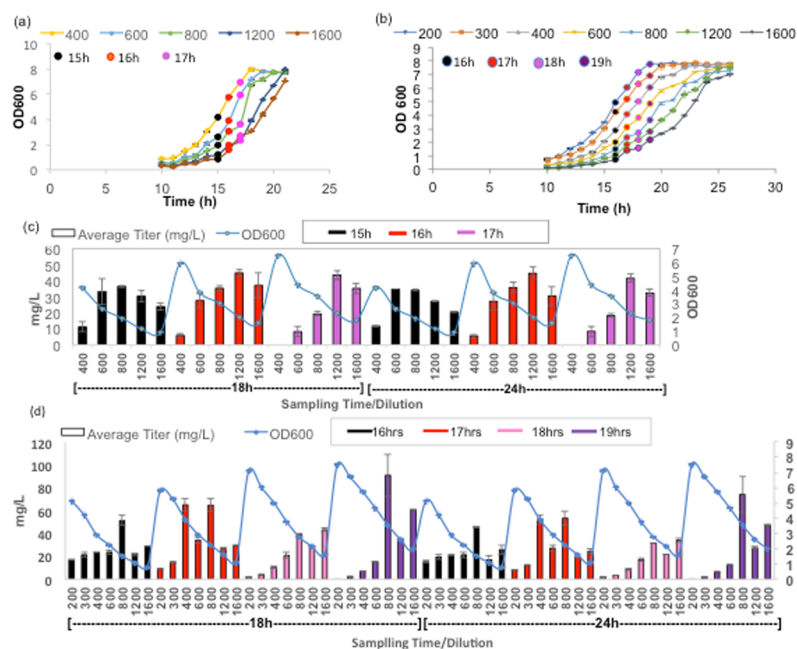 (a)
400 600 800 1200 1600
15h 16h 17h
OD600
10
8
6
4
2
0
0 5 10 15 20 25
Time (h)
(b)
200 300 400 600 800 1200 1600
16h 17h 18h 19h
OD 600
9
8
7
6
5
4
3
2
1
0
0 5 10 15 20 25 30
Time (h)
(c)
Average Titer (mg/L) OD600 15h 16h 17h
mg/L
60
50
40
30
20
10
0
OD600
7
6
5
4
3
2
1
0
400 600 800 1200 1600 400 600 800 1200 1600 400 600 800 1200 1600 400 600 800 1200 1600 400 600 800 1200 1600 400 600 800 1200 1600
[------------------------18h------------------------] [------------------------24h------------------------]
Sampling Time/Dilution
(d)
Average Titer (mg/L) OD600 16hrs 17hrs 18hrs 19hrs
mg/L
120
100
80
60
40
20
0
9
8
7
6
5
4
3
2
1
0
200 300 400 600 800 1200 1600 200 300 400 600 800 1200 1600 200 300 400 600 800 1200 1600 200 300 400 600 800 1200 1600 200 300 400 600 800 1200 1600 200 300 400 600 800 1200 1600 200 300 400 600 800 1200 1600 200 300 400 600 800 1200 1600
[------------------------18h------------------------] [------------------------24h------------------------]
Samplling Time/Dilution